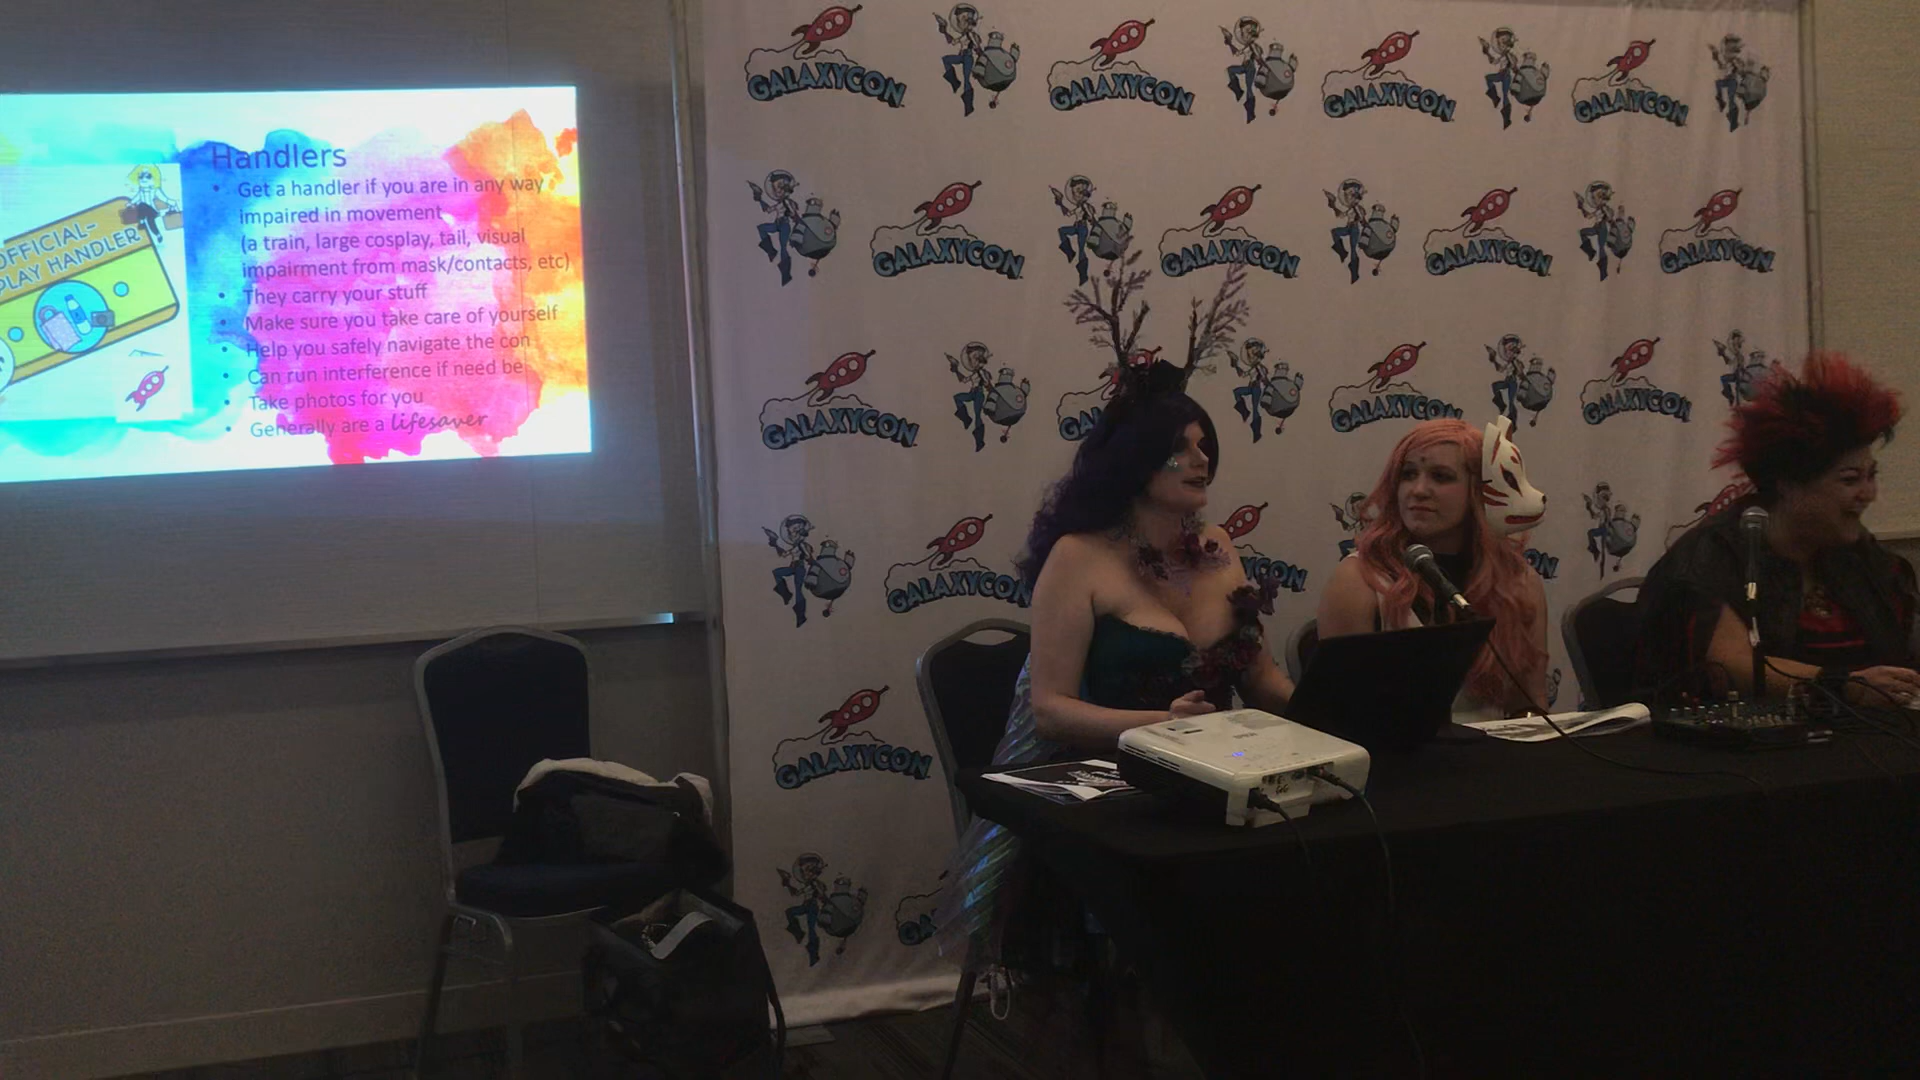 Handlers
• Get a handler if you are in any way
impaired in movement
(a train, large cosplay, tail, visual
impairment from mask/contacts, etc)
• They carry your stuff
• Make sure you take care of yourself
• Help you safely navigate the con
• Can run interference if need be
• Take photos for you
• Generally are a lifesaver
OFFICIAL-
PLAY HANDLER
GALAXYCON GALAXYCON GALAXYCON GALAXYCON
GALAXYCON GALAXYCON GALAXYCON GALAXYCON
GALAXYCON GALAXYCON GALAXYCON
GALAXYCON
GALAXYCON